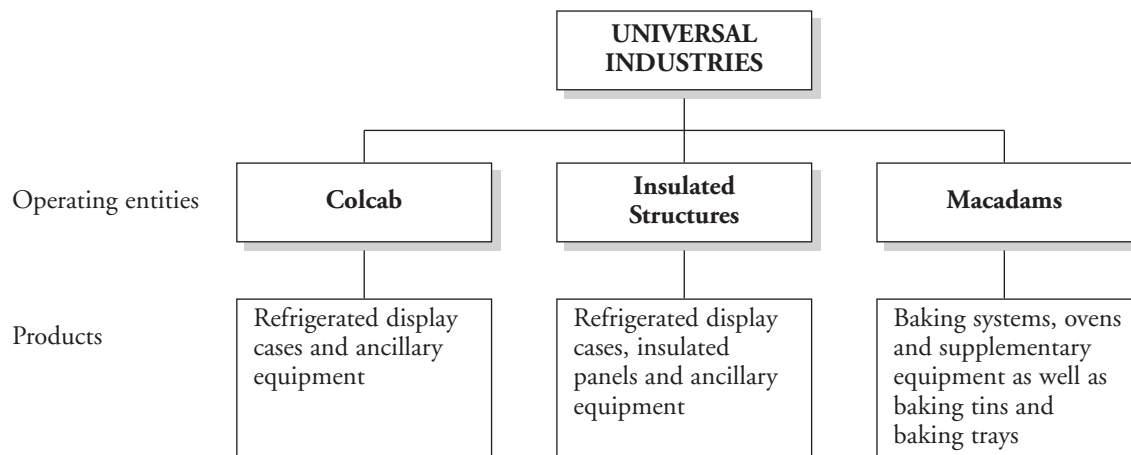 UNIVERSAL
INDUSTRIES
Operating entities
Colcab
Insulated
Structures
Macadams
Products
Refrigerated display
cases and ancillary
equipment
Refrigerated display
cases, insulated
panels and ancillary
equipment
Baking systems, ovens
and supplementary
equipment as well as
baking tins and
baking trays